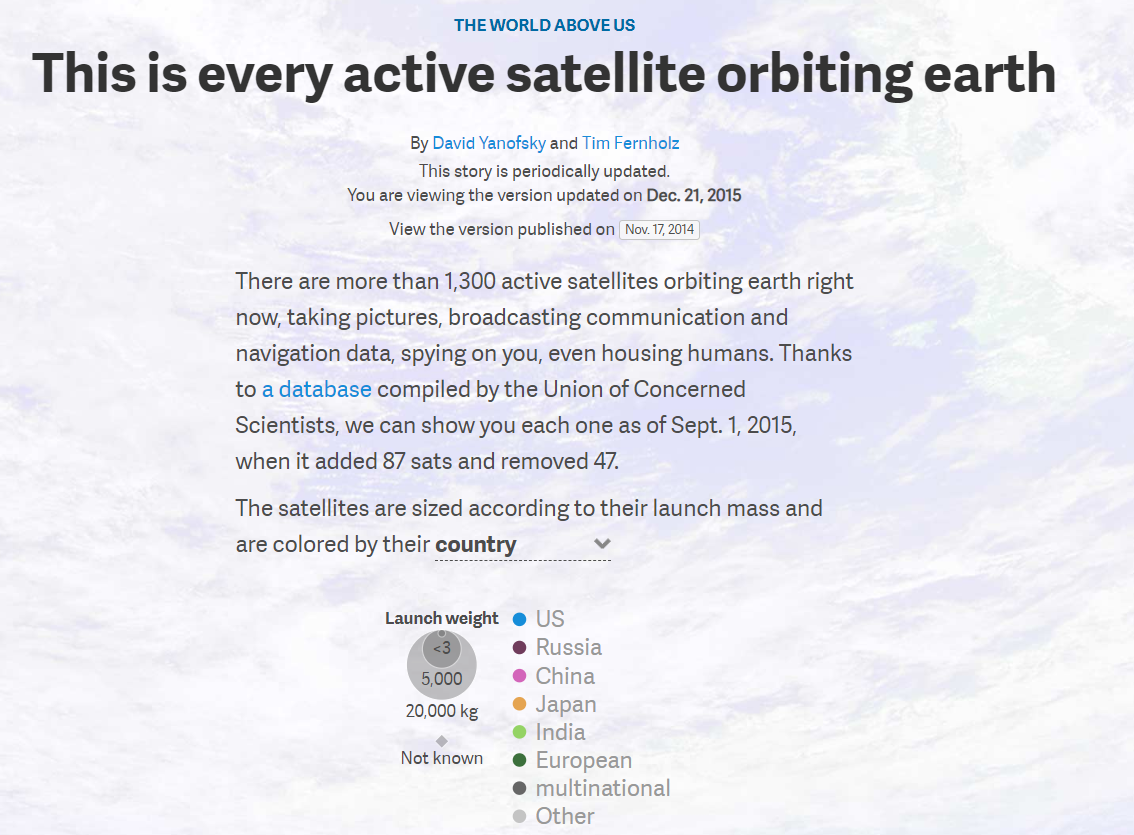 THE WORLD ABOVE US
This is every active satellite orbiting earth
By David Yanofsky and Tim Fernholz
This story is periodically updated.
You are viewing the version updated on Dec. 21, 2015
View the version published on Nov. 17, 2014
There are more than 1,300 active satellites orbiting earth right
now, taking pictures, broadcasting communication and
navigation data, spying on you, even housing humans. Thanks
to a database compiled by the Union of Concerned
Scientists, we can show you each one as of Sept. 1, 2015,
when it added 87 sats and removed 47.
The satellites are sized according to their launch mass and
are colored by their country
Launch weight
<3
5,000
20,000 kg
Not known
US
Russia
China
Japan
India
European
multinational
Other